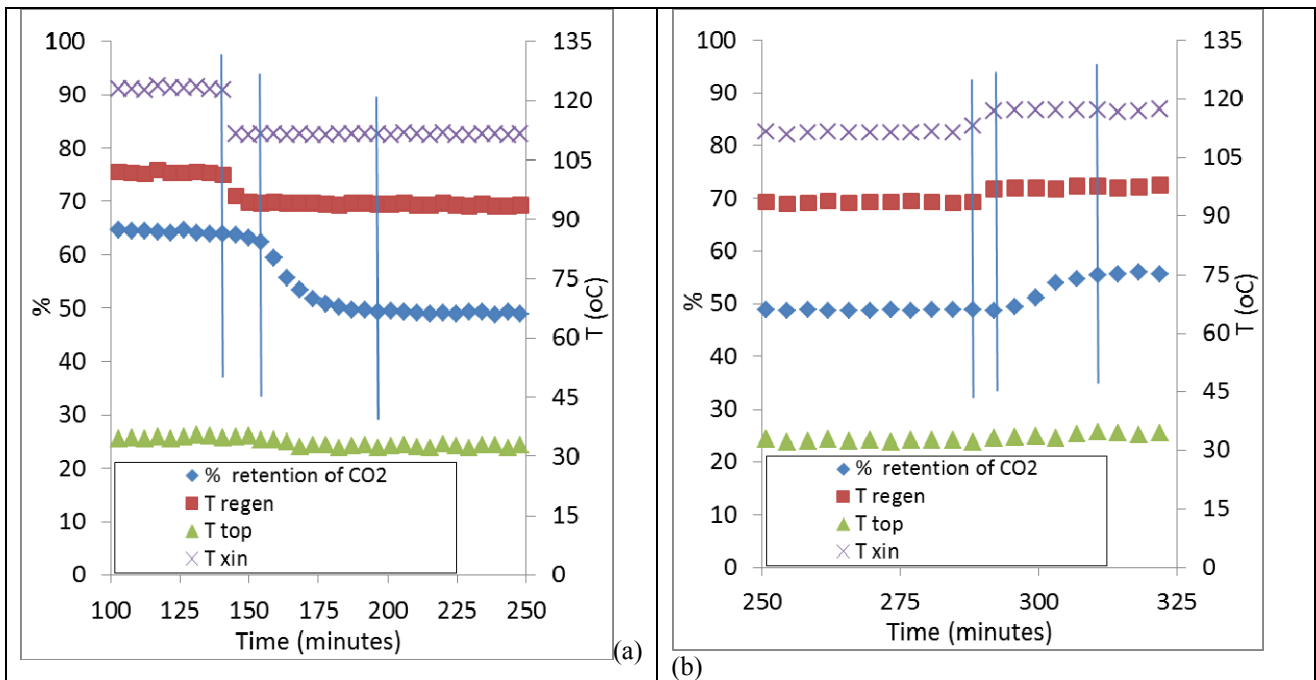 100
90
80
70
60
50
40
30
20
10
0
%
135
120
105
90
75
60
45
30
15
0
T (oC)
% retention of CO2
T regen
T top
T xin
100 125 150 175 200 225 250
Time (minutes)
(a)
100
90
80
70
60
50
40
30
20
10
0
%
135
120
105
90
75
60
45
30
15
0
T (oC)
% retention of CO2
T regen
T top
T xin
250 275 300 325
Time (minutes)
(b)